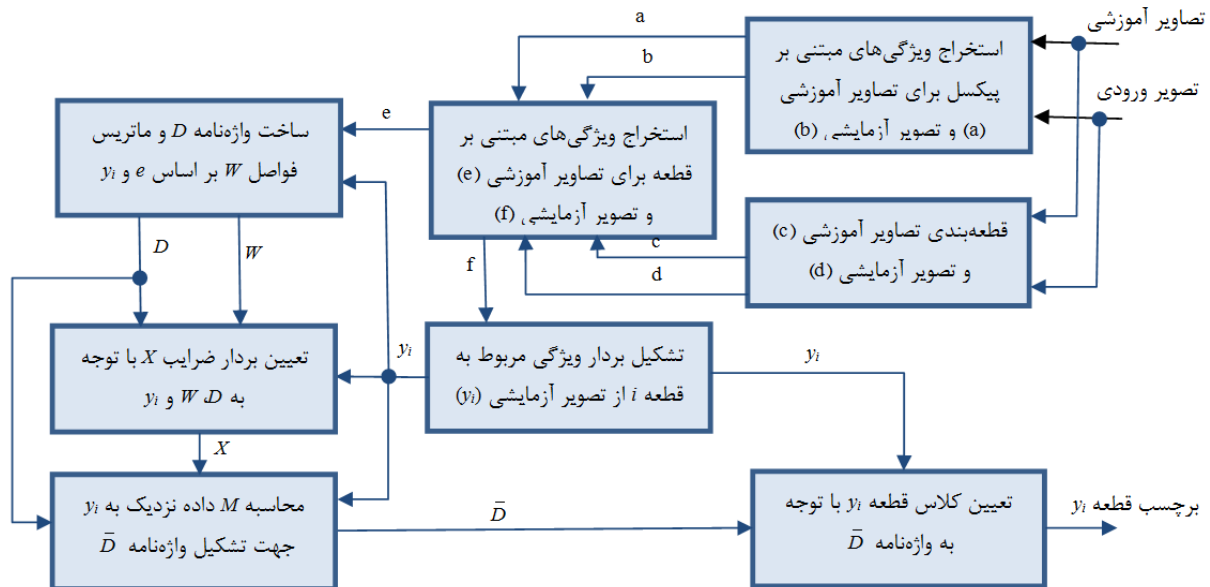 تصاویر آموزشی
تصویر ورودی
استخراج ویژگی‌های مبتنی بر
پیکسل برای تصاویر آموزشی
(a) و تصویر آزمایشی (b)
a
b
قطعه‌بندی تصاویر آموزشی (c)
و تصویر آزمایشی (d)
c
d
استخراج ویژگی‌های مبتنی بر
قطعه برای تصاویر آموزشی (e)
و تصویر آزمایشی (f)
e
f
ساخت واژه‌نامه D و ماتریس
فواصل W بر اساس e و yi
D
W
تشکیل بردار ویژگی مربوط به
قطعه i از تصویر آزمایشی (yi)
yi
yi
تعیین بردار ضرایب X با توجه
به D، W و yi
X
محاسبه M داده نزدیک به yi
جهت تشکیل واژه‌نامه D̄
D̄
تعیین کلاس قطعه yi با توجه
به واژه‌نامه D̄
برچسب قطعه yi